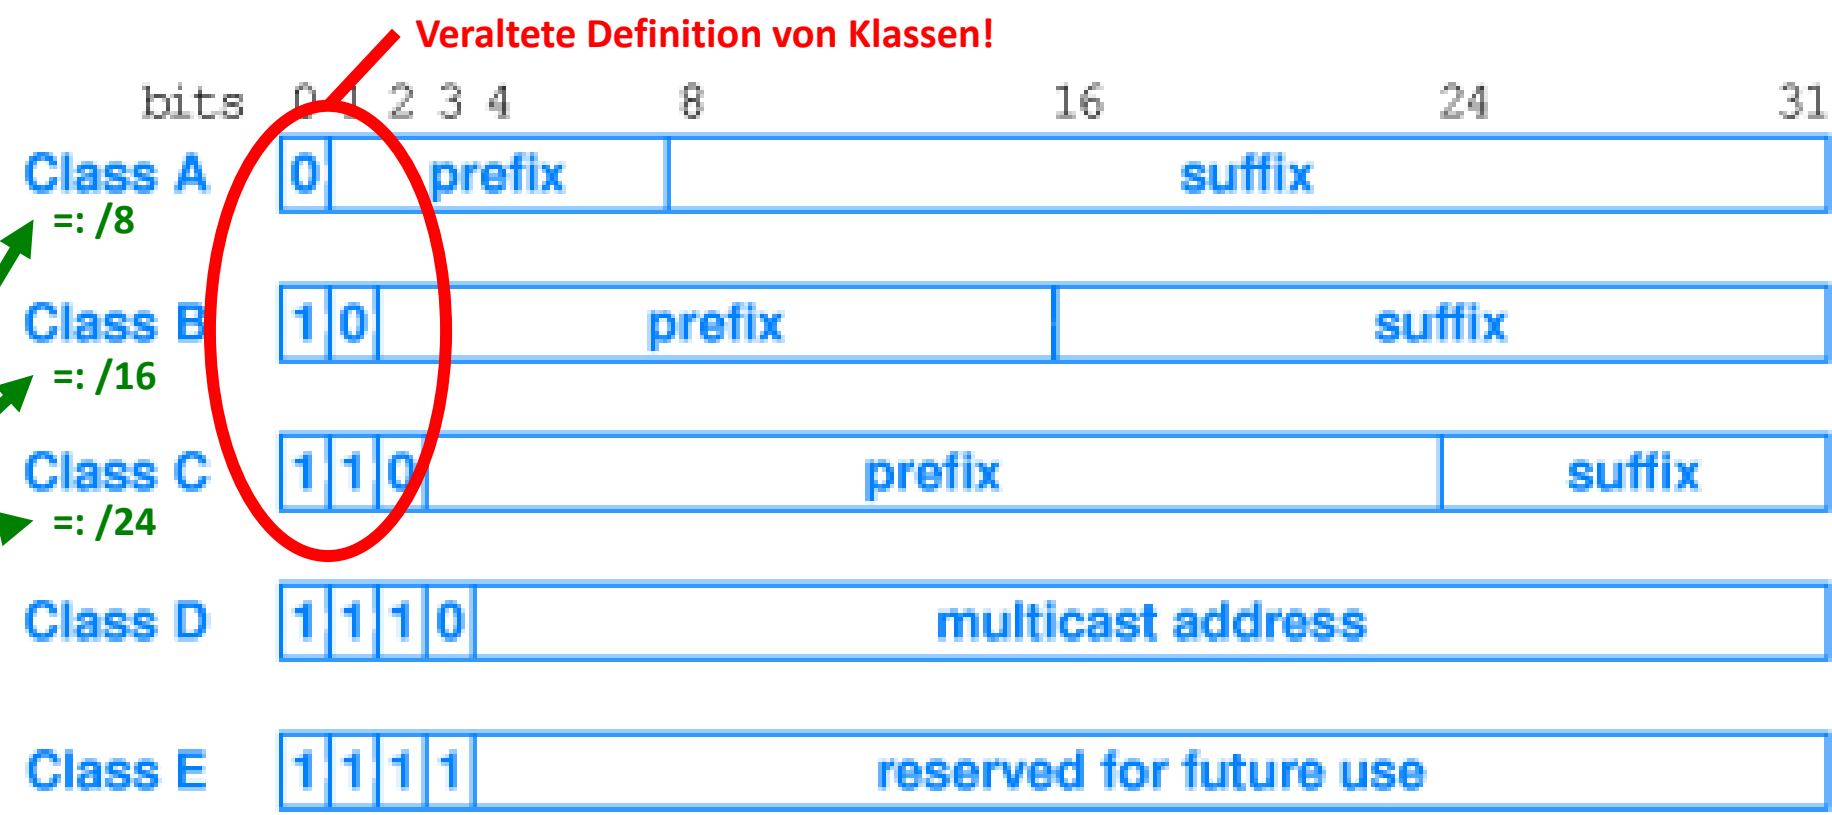 Veraltete Definition von Klassen!
bits 0 1 2 3 4 8 16 24 31
Class A 0 prefix suffix
=: /8
Class B 1 0 prefix suffix
=: /16
Class C 1 1 0 prefix suffix
=: /24
Class D 1 1 1 0 multicast address
Class E 1 1 1 1 reserved for future use